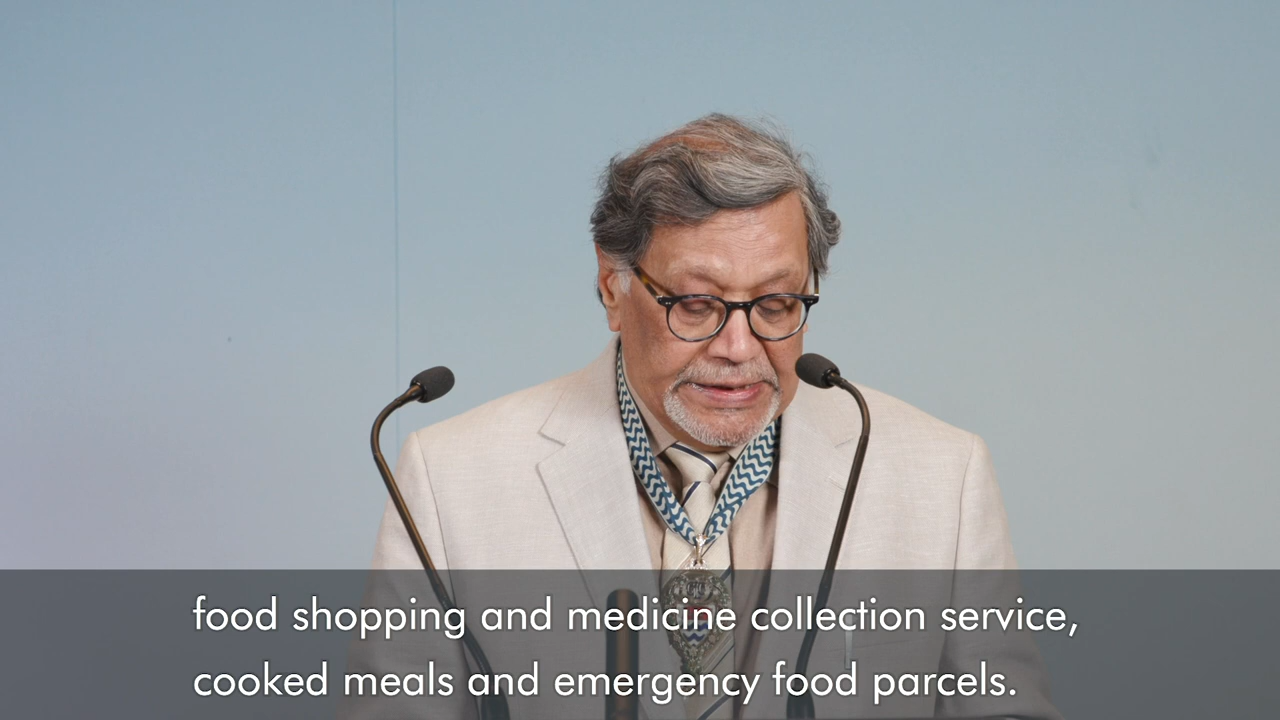 food shopping and medicine collection service,
cooked meals and emergency food parcels.